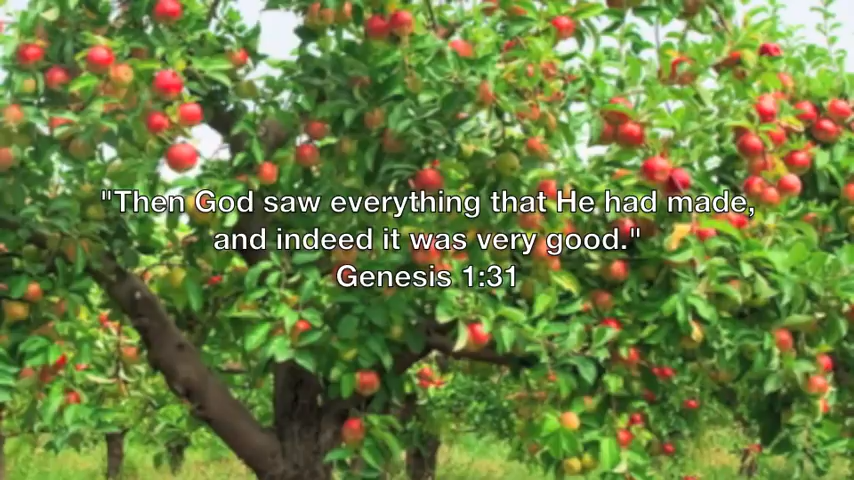 "Then God saw everything that He had made,
and indeed it was very good."
Genesis 1:31